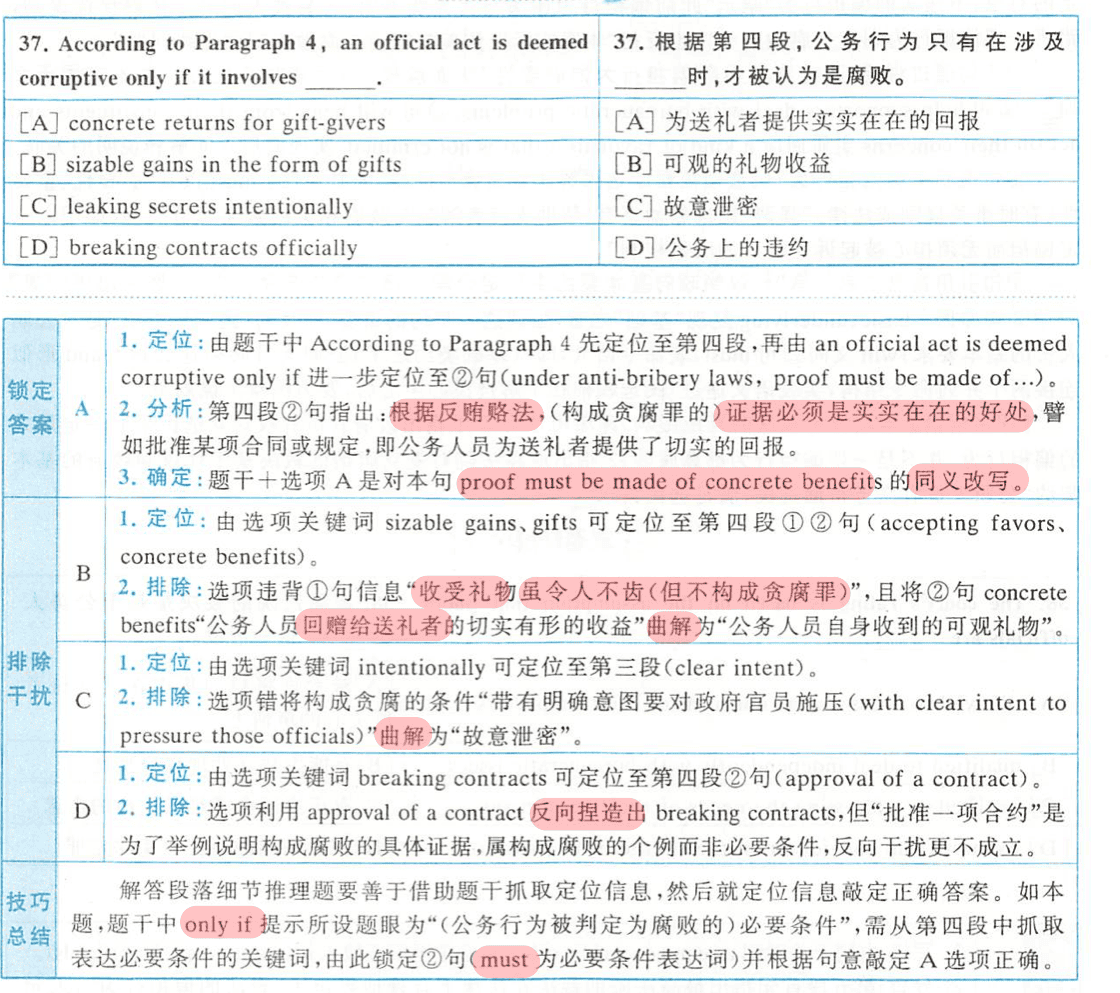 37. According to Paragraph 4, an official act is deemed
corruptive only if it involves ______.
37. 根据第四段,公务行为只有在涉及
______时,才被认为是腐败。
[A] concrete returns for gift-givers
[A] 为送礼者提供实实在在的回报
[B] sizable gains in the form of gifts
[B] 可观的礼物收益
[C] leaking secrets intentionally
[C] 故意泄密
[D] breaking contracts officially
[D] 公务上的违约
锁定
答案
A
1. 定位:由题干中 According to Paragraph 4 先定位至第四段,再由 an official act is deemed
corruptive only if 进一步定位至②句(under anti-bribery laws, proof must be made of…)。
2. 分析:第四段②句指出:根据反贿赂法,(构成贪腐罪的)证据必须是实实在在的好处,譬
如批准某项合同或规定,即公务人员为送礼者提供了切实的回报。
3. 确定:题干+选项 A 是对本句 proof must be made of concrete benefits 的同义改写。
排除
干扰
B
1. 定位:由选项关键词 sizable gains、gifts 可定位至第四段①②句(accepting favors、
concrete benefits)。
2. 排除:选项违背①句信息“收受礼物虽令人不齿(但不构成贪腐罪)”,且将②句 concrete
benefits“公务人员回赠给送礼者的切实有形的收益”曲解为“公务人员自身收到的可观礼物”。
C
1. 定位:由选项关键词 intentionally 可定位至第三段(clear intent)。
2. 排除:选项错将构成贪腐的条件“带有明确意图要对政府官员施压(with clear intent to
pressure those officials)”曲解为“故意泄密”。
D
1. 定位:由选项关键词 breaking contracts 可定位至第四段②句(approval of a contract)。
2. 排除:选项利用 approval of a contract 反向捏造出 breaking contracts,但“批准一项合约”是
为了举例说明构成腐败的具体证据,属构成腐败的个例而非必要条件,反向干扰更不成立。
技巧
总结
解答段落细节推理题要善于借助题干抓取定位信息,然后就定位信息敲定正确答案。如本
题,题干中 only if 提示所设题眼为“(公务行为被判定为腐败的)必要条件”,需从第四段中抓取
表达必要条件的关键词,由此锁定②句(must 为必要条件表达词)并根据句意敲定 A 选项正确。